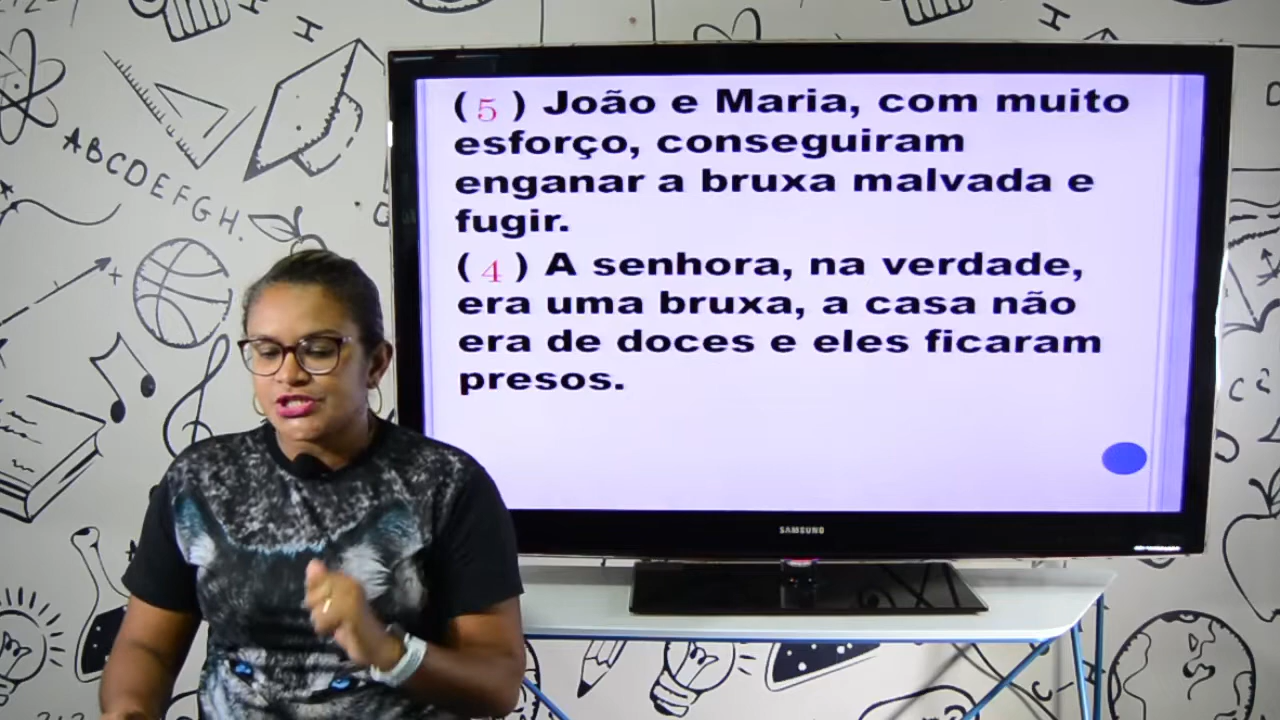 ABCDEFGH.
( 5 ) João e Maria, com muito
esforço, conseguiram
enganar a bruxa malvada e
fugir.
( 4 ) A senhora, na verdade,
era uma bruxa, a casa não
era de doces e eles ficaram
presos.
SAMSUNG